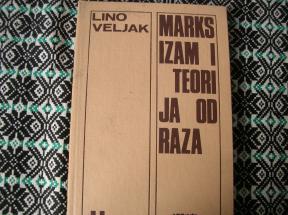 LINO
VELJAK
MARKS
IZAM I
TEORI
JA OD
RAZA